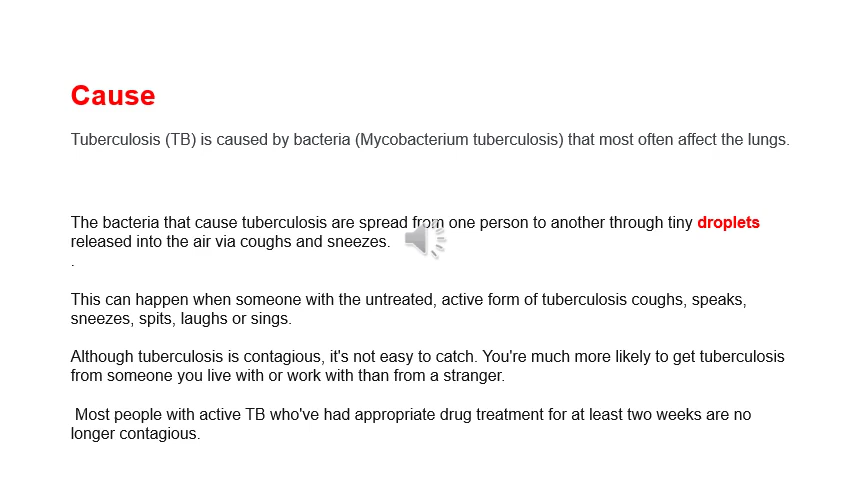 Cause
Tuberculosis (TB) is caused by bacteria (Mycobacterium tuberculosis) that most often affect the lungs.
The bacteria that cause tuberculosis are spread from one person to another through tiny droplets
released into the air via coughs and sneezes.
.
This can happen when someone with the untreated, active form of tuberculosis coughs, speaks,
sneezes, spits, laughs or sings.
Although tuberculosis is contagious, it's not easy to catch. You're much more likely to get tuberculosis
from someone you live with or work with than from a stranger.
Most people with active TB who've had appropriate drug treatment for at least two weeks are no
longer contagious.